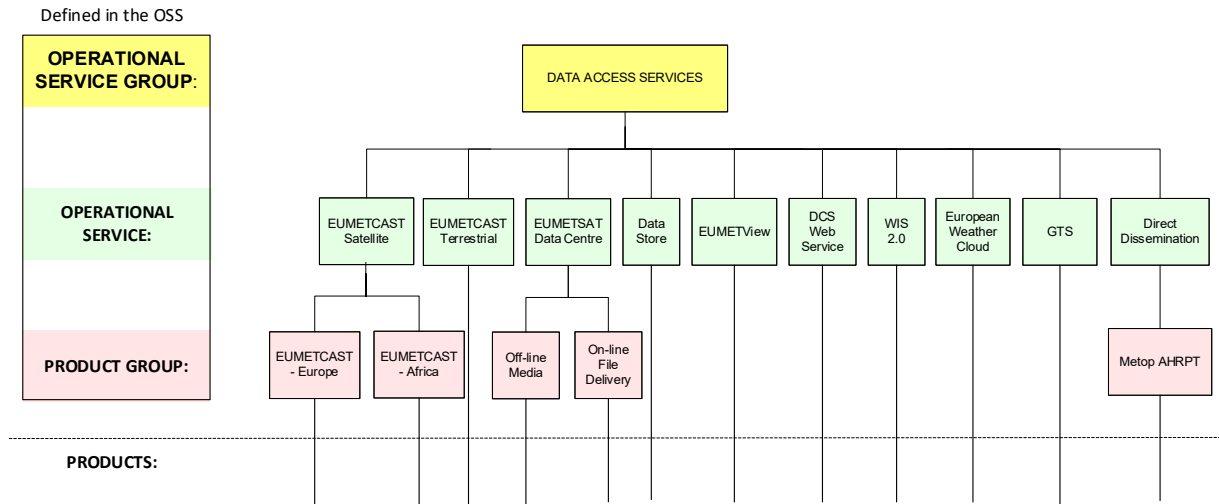 Defined in the OSS
OPERATIONAL
SERVICE GROUP:
DATA ACCESS SERVICES
OPERATIONAL
SERVICE:
EUMETCAST
Satellite
EUMETCAST
Terrestrial
EUMETSAT
Data Centre
Data
Store
EUMETView
DCS
Web
Service
WIS
2.0
European
Weather
Cloud
GTS
Direct
Dissemination
PRODUCT GROUP:
EUMETCAST
- Europe
EUMETCAST
- Africa
Off-line
Media
On-line
File
Delivery
Metop AHRPT
PRODUCTS: